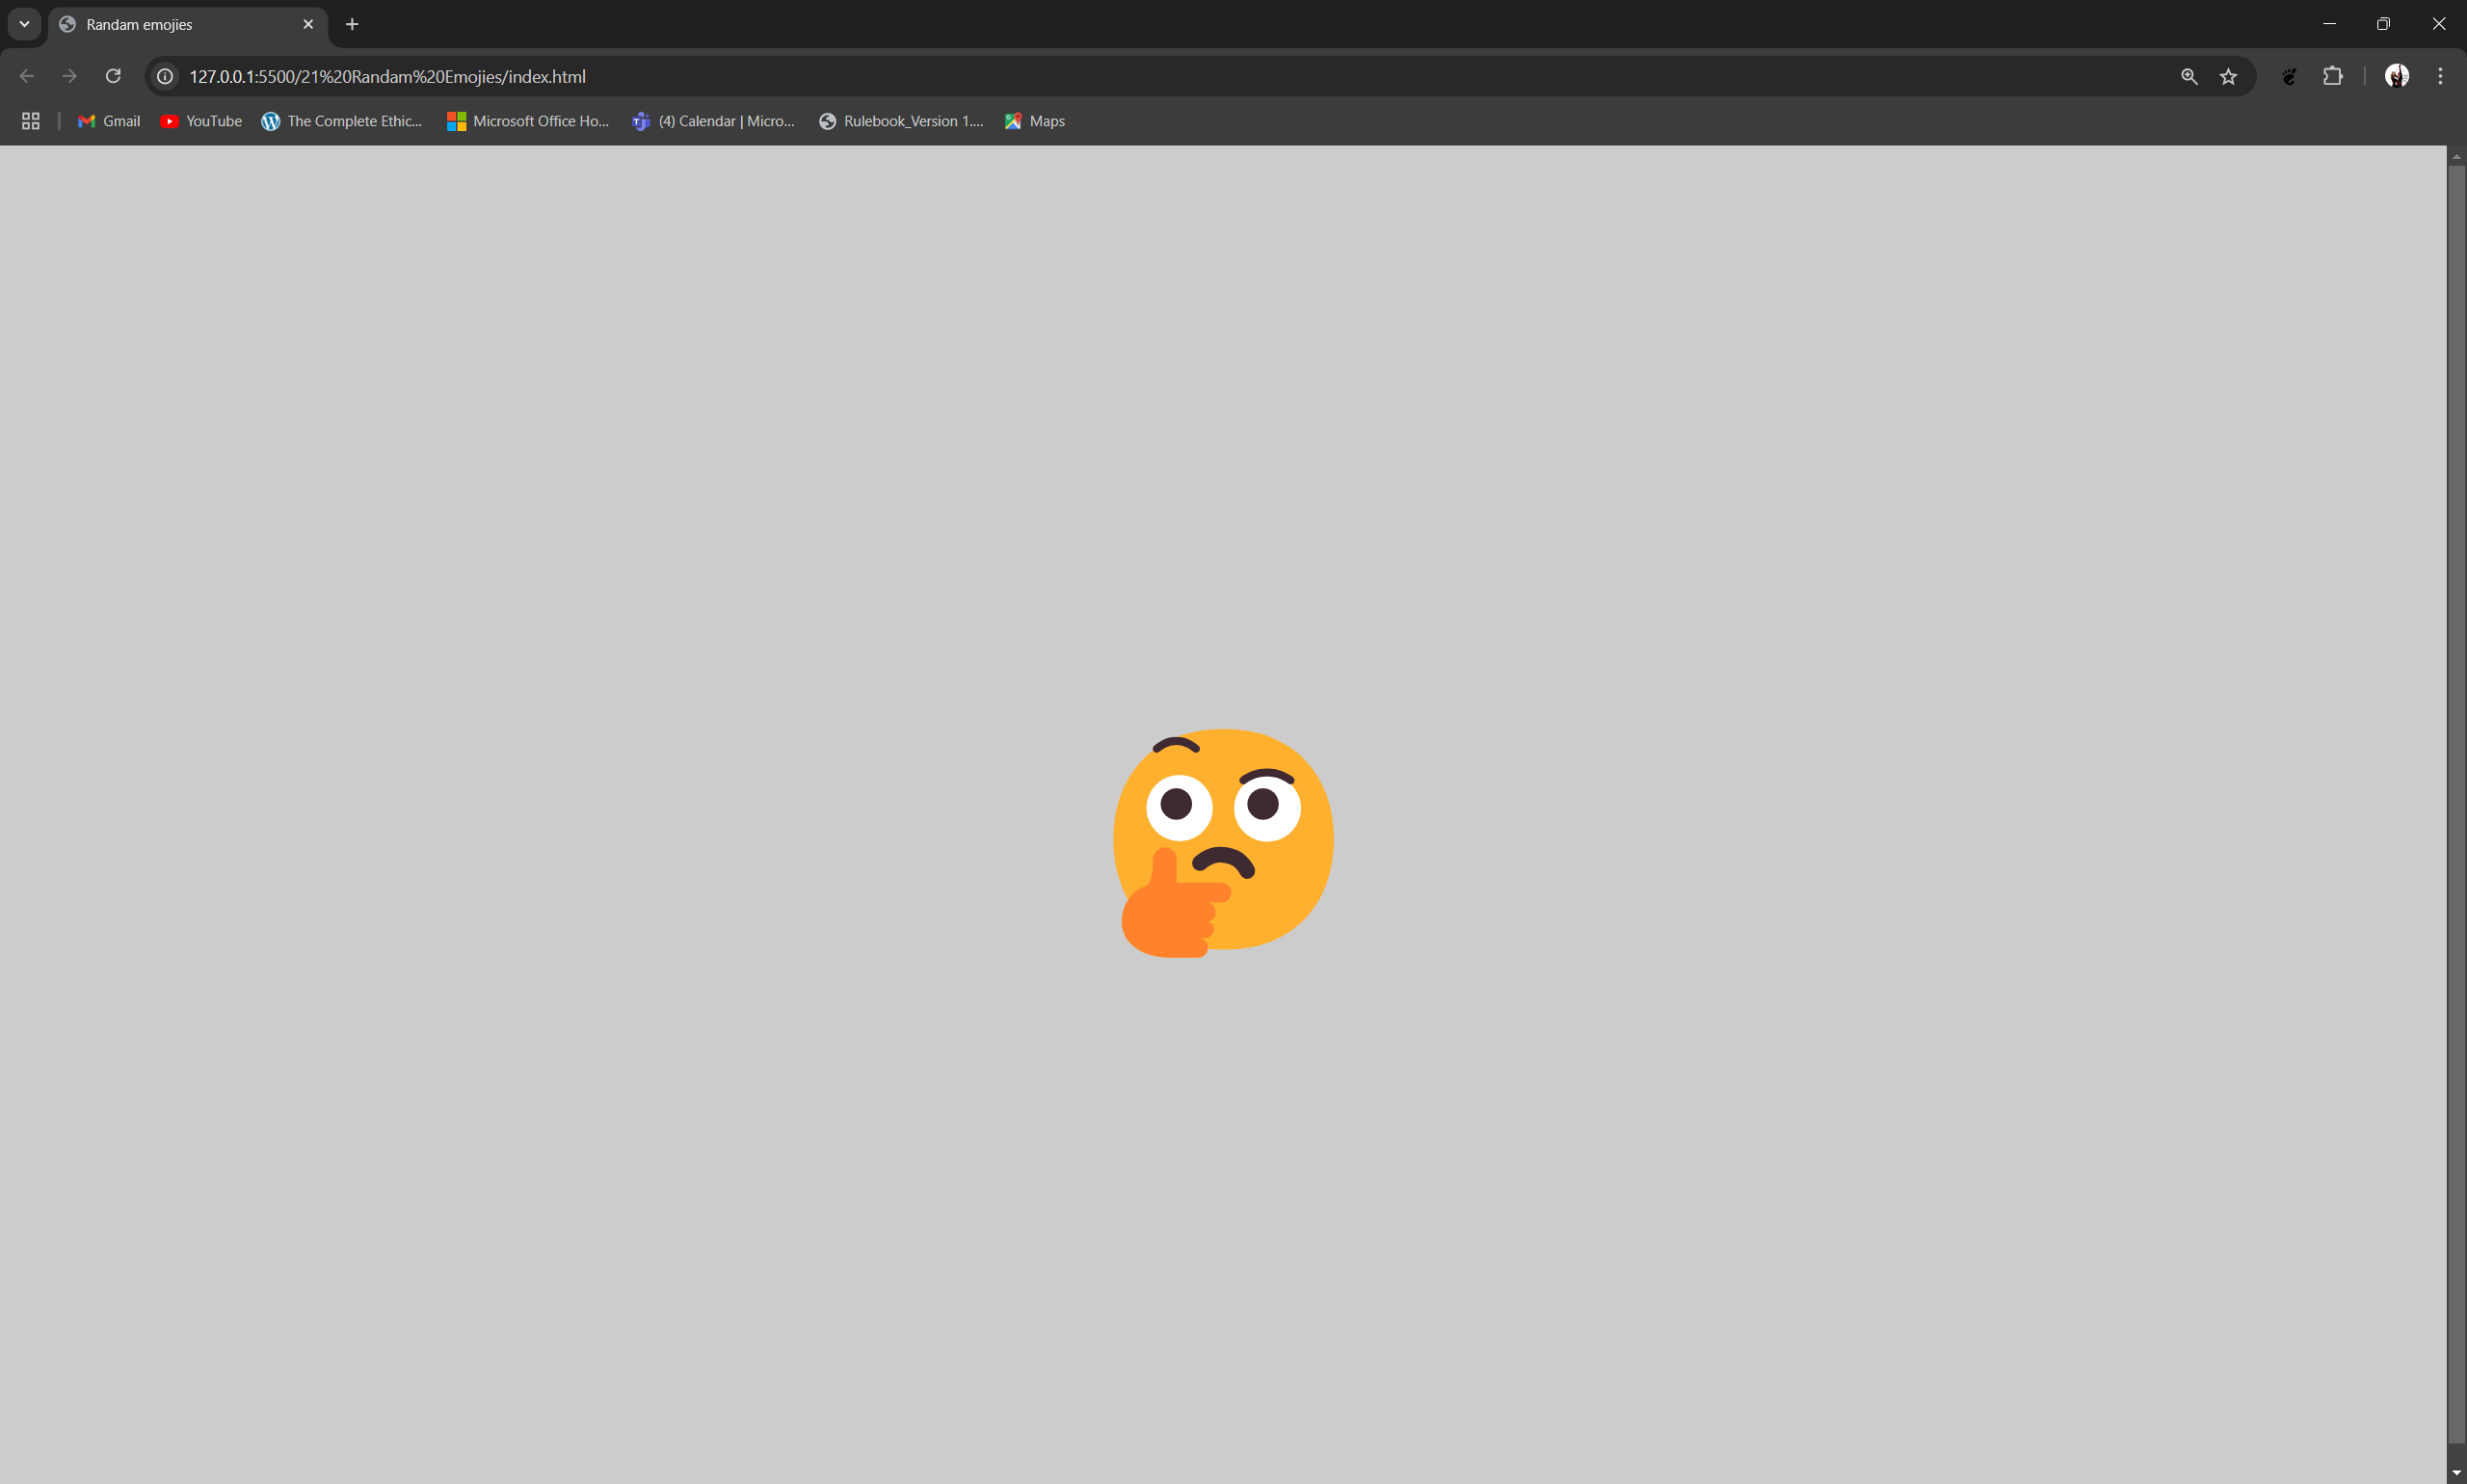 Randam emojies
127.0.0.1:5500/21%20Randam%20Emojies/index.html
Gmail YouTube The Complete Ethic... Microsoft Office Ho... (4) Calendar | Micro... Rulebook_Version 1.... Maps